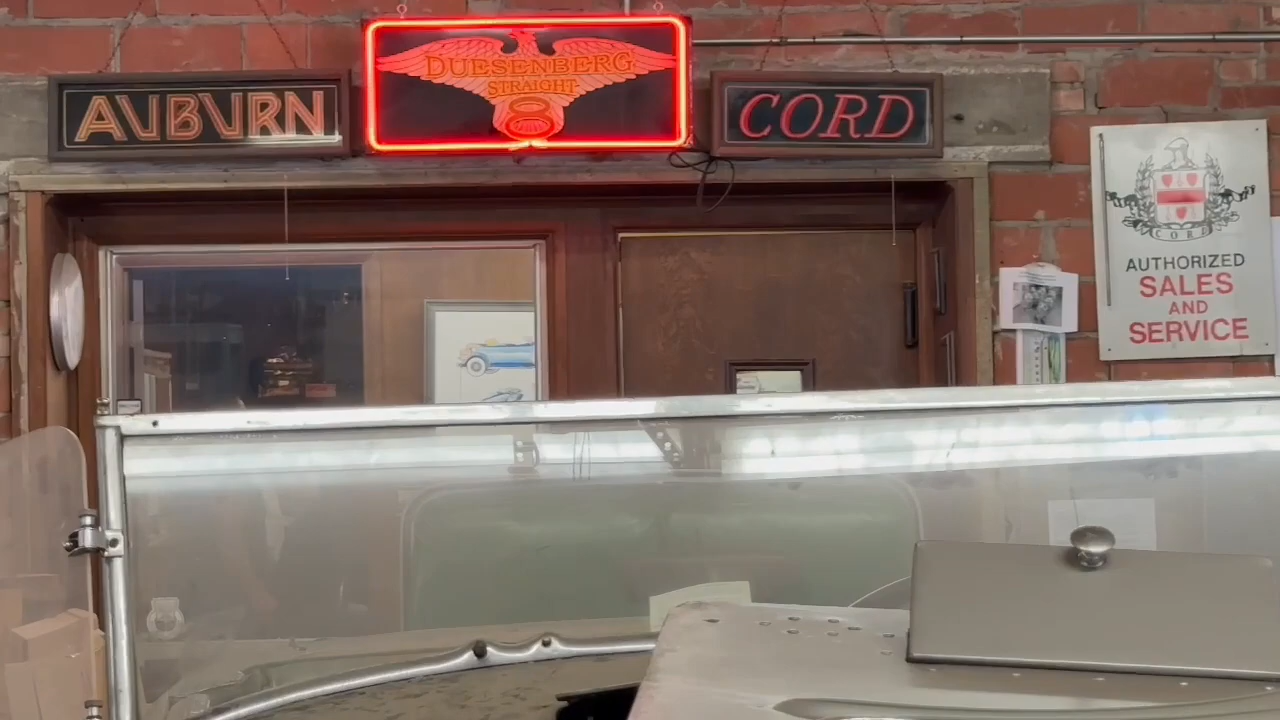 AUBURN
DUESENBERG
STRAIGHT
8
CORD
CORD
AUTHORIZED
SALES
AND
SERVICE